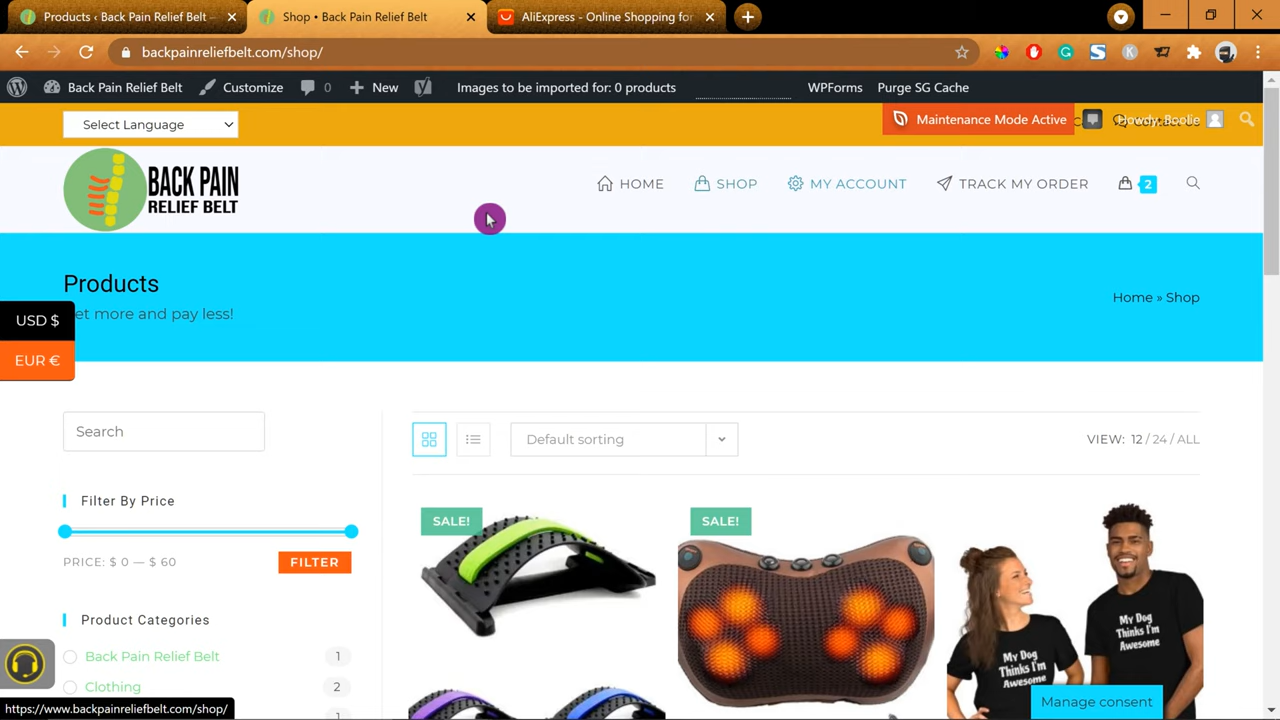 Products ‹ Back Pain Relief Belt –
Shop • Back Pain Relief Belt
AliExpress - Online Shopping for
backpainreliefbelt.com/shop/
Back Pain Relief Belt
Customize
0
New
Images to be imported for: 0 products
WPForms
Purge SG Cache
Select Language
Maintenance Mode Active
Howdy, Boolie
BACK PAIN
RELIEF BELT
HOME
SHOP
MY ACCOUNT
TRACK MY ORDER
2
Products
et more and pay less!
Home » Shop
USD $
EUR €
Search
Default sorting
VIEW: 12 / 24 / ALL
Filter By Price
PRICE: $ 0 — $ 60
FILTER
SALE!
SALE!
My Dog
Thinks I'm
Awesome
My Dog
Thinks I'm
Awesome
Product Categories
Back Pain Relief Belt
1
Clothing
2
Manage consent
https://www.backpainreliefbelt.com/shop/